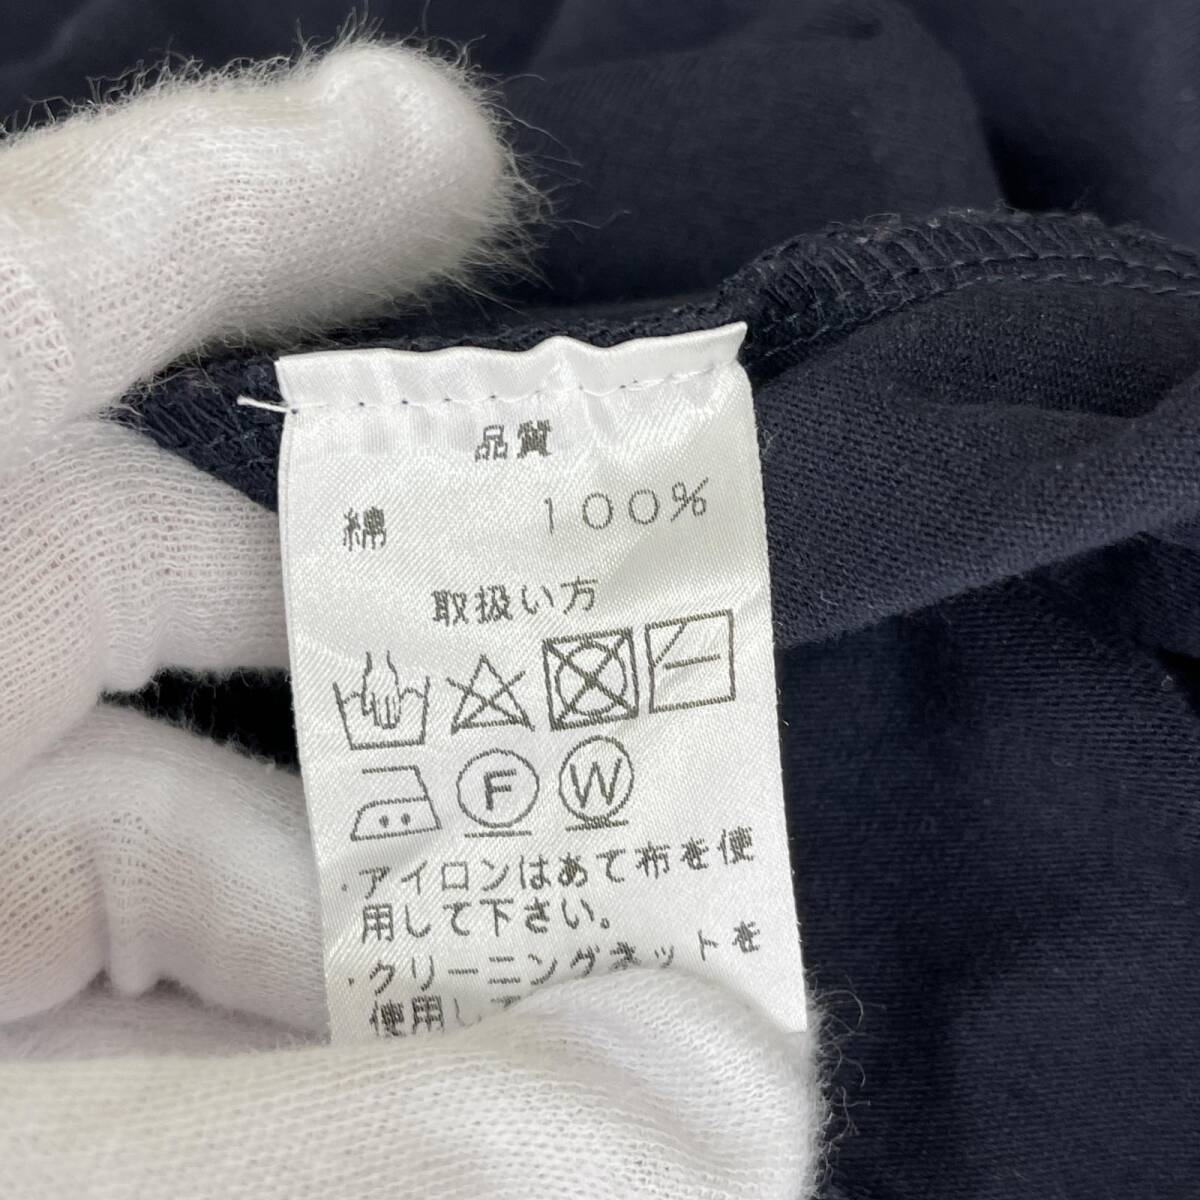 品質
綿 100%
取扱い方
F W
・アイロンはあて布を使
用して下さい。
・クリーニングネットを
使用して